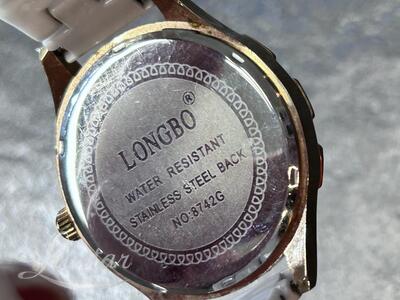 LONGBO®
WATER RESISTANT
STAINLESS STEEL BACK
NO:8742G